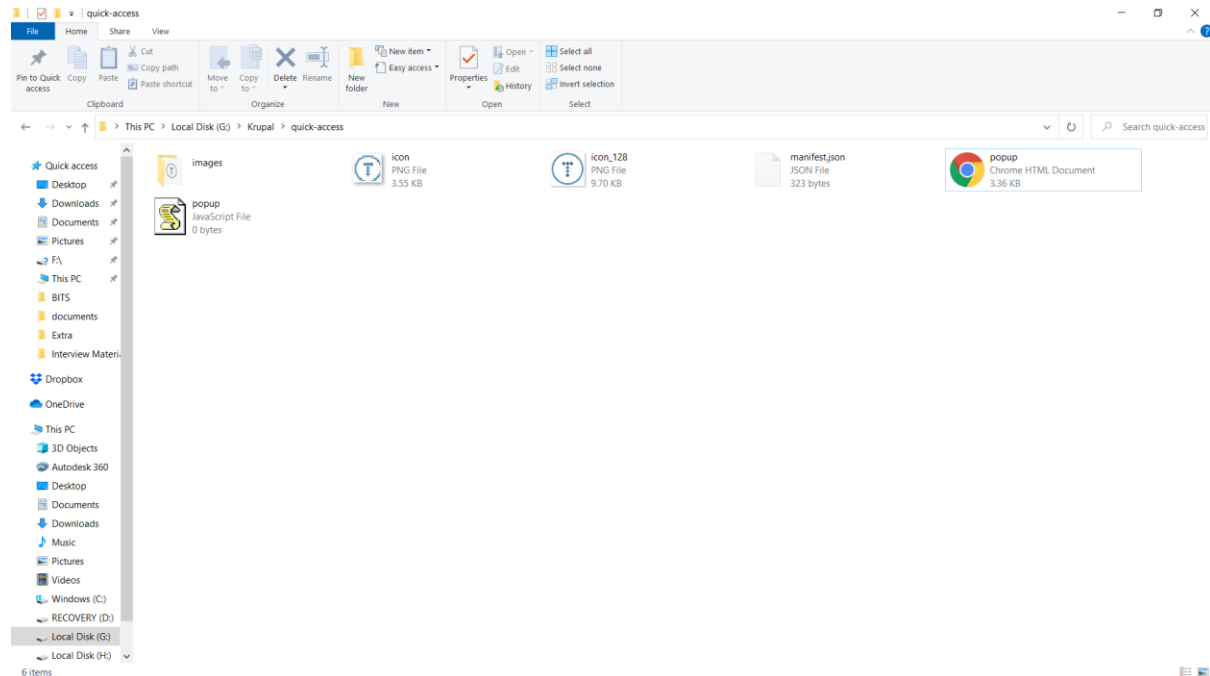 quick-access
File Home Share View
Pin to Quick access
Copy
Paste
Cut
Copy path
Paste shortcut
Clipboard
Move to
Copy to
Delete
Rename
Organize
New folder
New item
Easy access
New
Properties
Open
Edit
History
Open
Select all
Select none
Invert selection
Select
This PC > Local Disk (G:) > Krupal > quick-access
Search quick-access
Quick access
Desktop
Downloads
Documents
Pictures
F:\
This PC
BITS
documents
Extra
Interview Materi
Dropbox
OneDrive
This PC
3D Objects
Autodesk 360
Desktop
Documents
Downloads
Music
Pictures
Videos
Windows (C:)
RECOVERY (D:)
Local Disk (G:)
Local Disk (H:)
images
icon
PNG File
3.55 KB
icon_128
PNG File
9.70 KB
manifest.json
JSON File
323 bytes
popup
Chrome HTML Document
3.36 KB
popup
JavaScript File
0 bytes
6 items